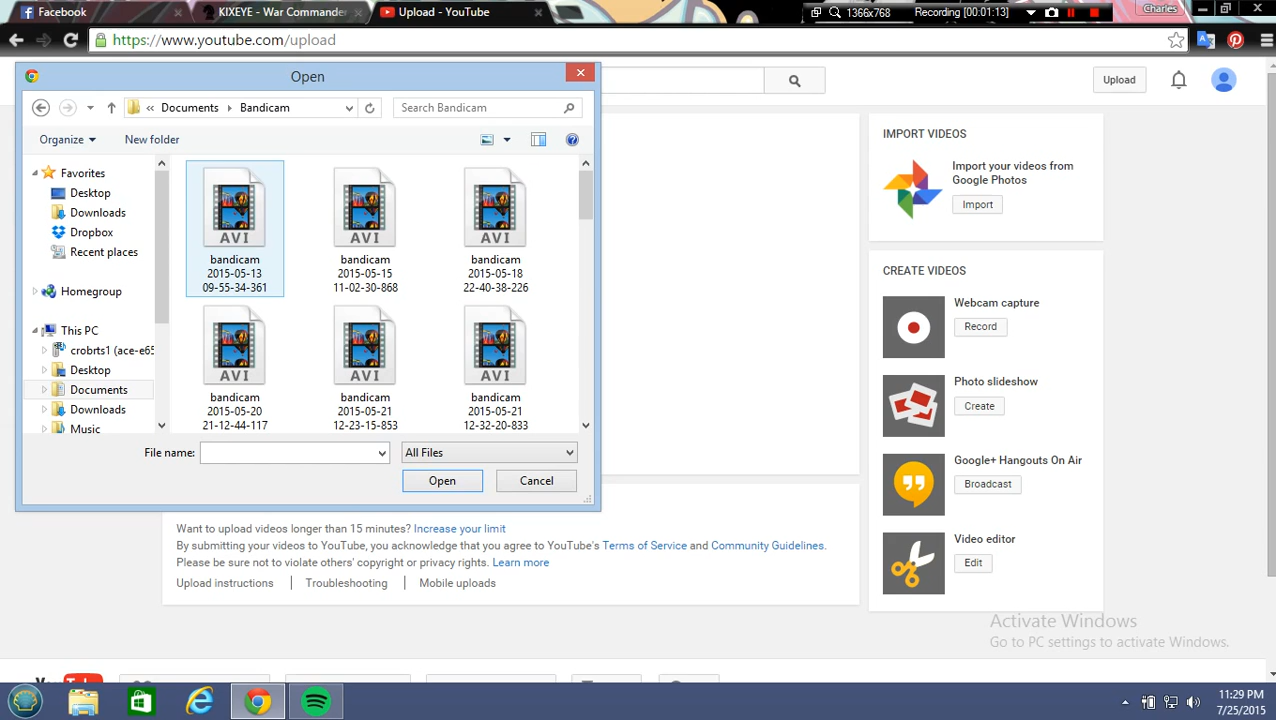 Facebook
KIXEYE - War Commander
Upload - YouTube
1366x768
Recording [00:01:13]
Charles
https://www.youtube.com/upload
Open
Upload
« Documents Bandicam
Search Bandicam
Organize
New folder
Favorites
Desktop
Downloads
Dropbox
Recent places
Homegroup
This PC
crobrts1 (ace-e65
Desktop
Documents
Downloads
Music
AVI AVI AVI
bandicam bandicam bandicam
2015-05-13 2015-05-15 2015-05-18
09-55-34-361 11-02-30-868 22-40-38-226
AVI AVI AVI
bandicam bandicam bandicam
2015-05-20 2015-05-21 2015-05-21
21-12-44-117 12-23-15-853 12-32-20-833
File name:
All Files
Open
Cancel
IMPORT VIDEOS
Import your videos from
Google Photos
Import
CREATE VIDEOS
Webcam capture
Record
Photo slideshow
Create
Google+ Hangouts On Air
Broadcast
Video editor
Edit
Want to upload videos longer than 15 minutes? Increase your limit
By submitting your videos to YouTube, you acknowledge that you agree to YouTube's Terms of Service and Community Guidelines.
Please be sure not to violate others' copyright or privacy rights. Learn more
Upload instructions | Troubleshooting | Mobile uploads
Activate Windows
Go to PC settings to activate Windows.
11:29 PM
7/25/2015